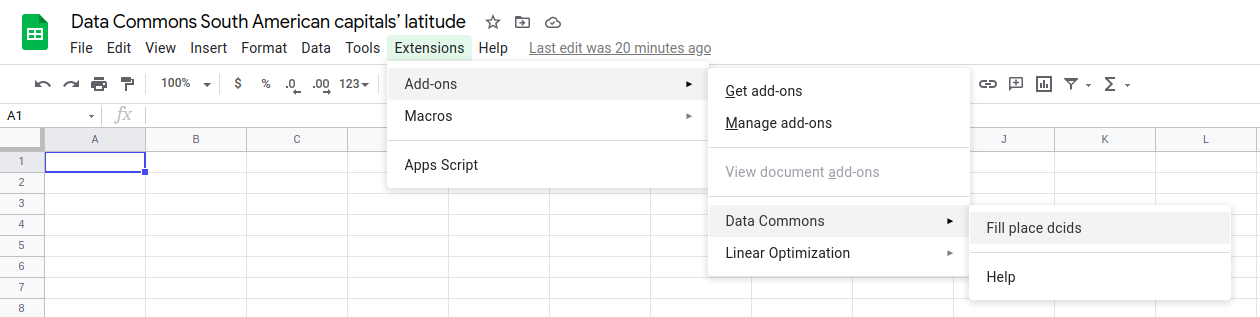 Data Commons South American capitals’ latitude
File Edit View Insert Format Data Tools Extensions Help Last edit was 20 minutes ago
100% $ % .0 .00 123
Add-ons
Macros
Apps Script
Get add-ons
Manage add-ons
View document add-ons
Data Commons
Linear Optimization
Fill place dcids
Help
A1 fx
A B C J K L
1
2
3
4
5
6
7
8